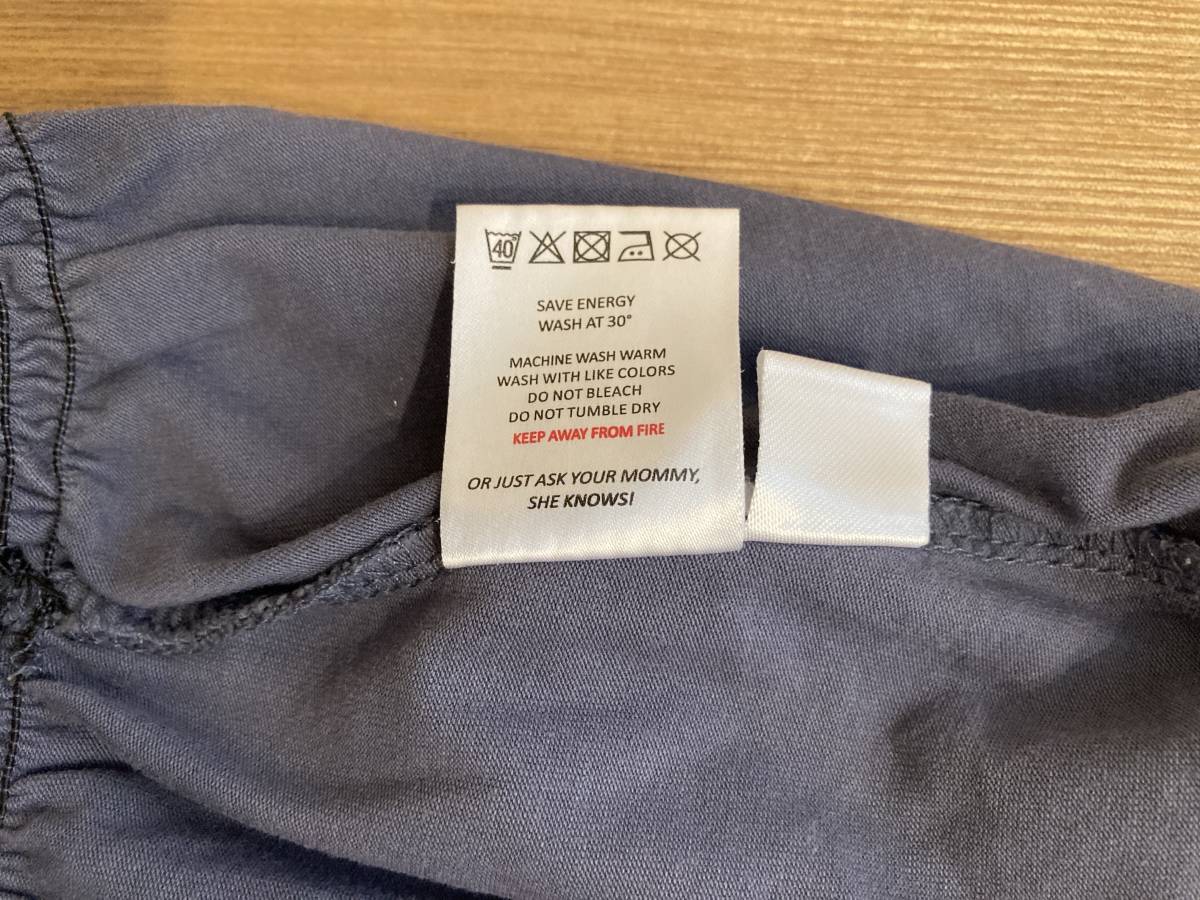 40°
SAVE ENERGY
WASH AT 30°
MACHINE WASH WARM
WASH WITH LIKE COLORS
DO NOT BLEACH
DO NOT TUMBLE DRY
KEEP AWAY FROM FIRE
OR JUST ASK YOUR MOMMY,
SHE KNOWS!